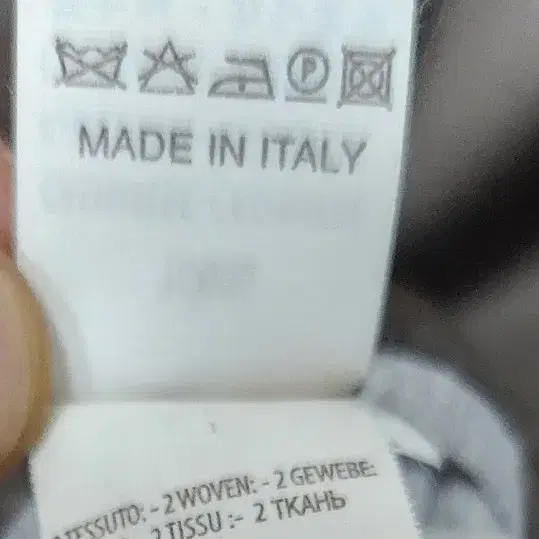 P
MADE IN ITALY
TESSUTO: - 2 WOVEN: - 2 GEWEBE:
2 TISSU :- 2 ТКАНЬ